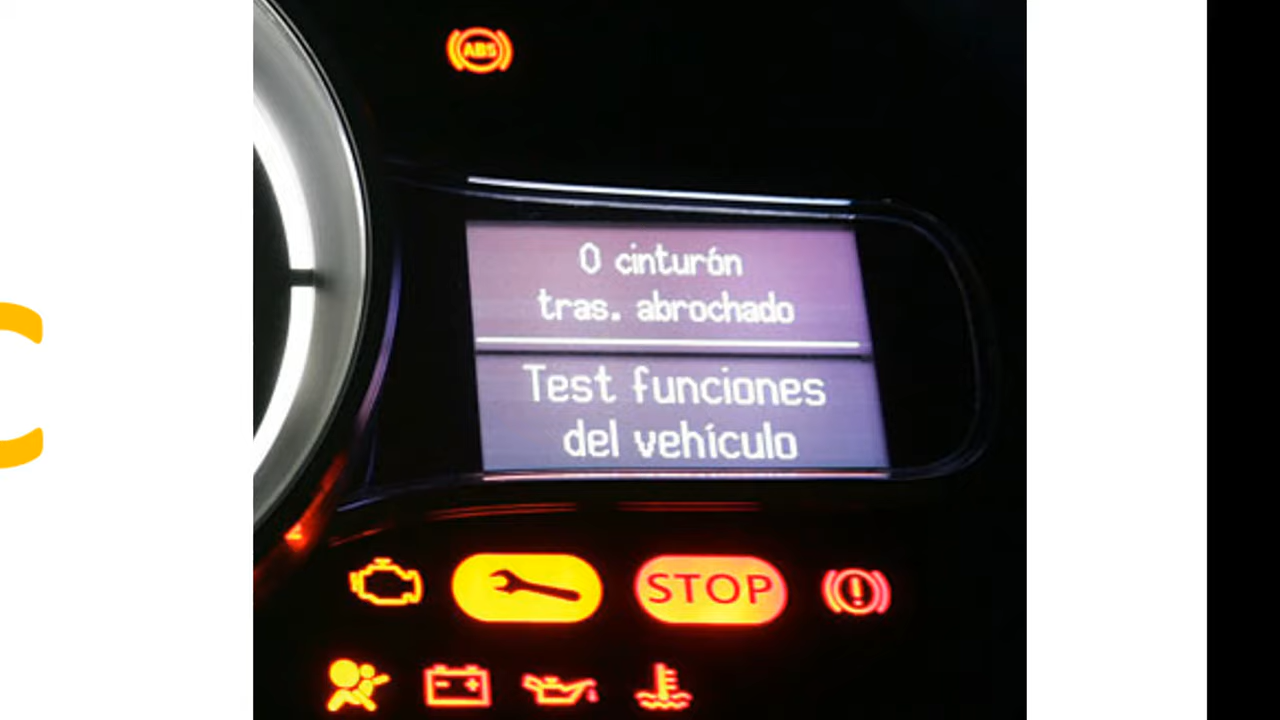 ABS
0 cinturón
tras. abrochado
Test funciones
del vehículo
STOP